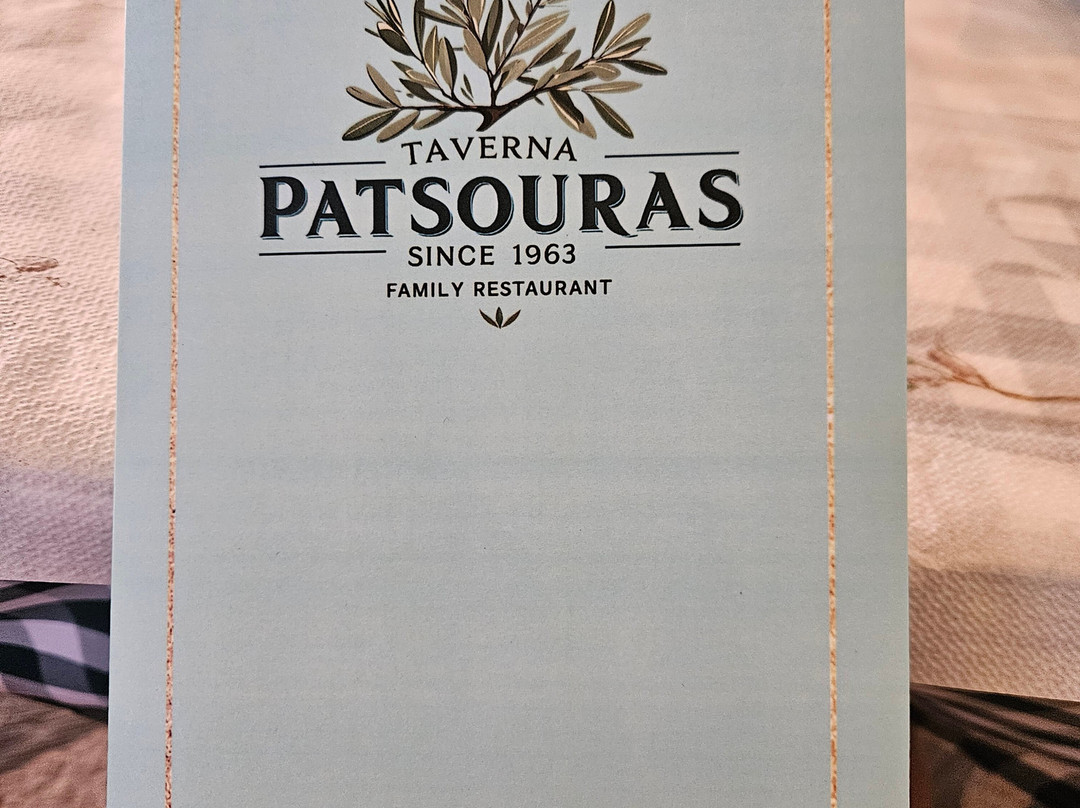 TAVERNA
PATSOURAS
SINCE 1963
FAMILY RESTAURANT